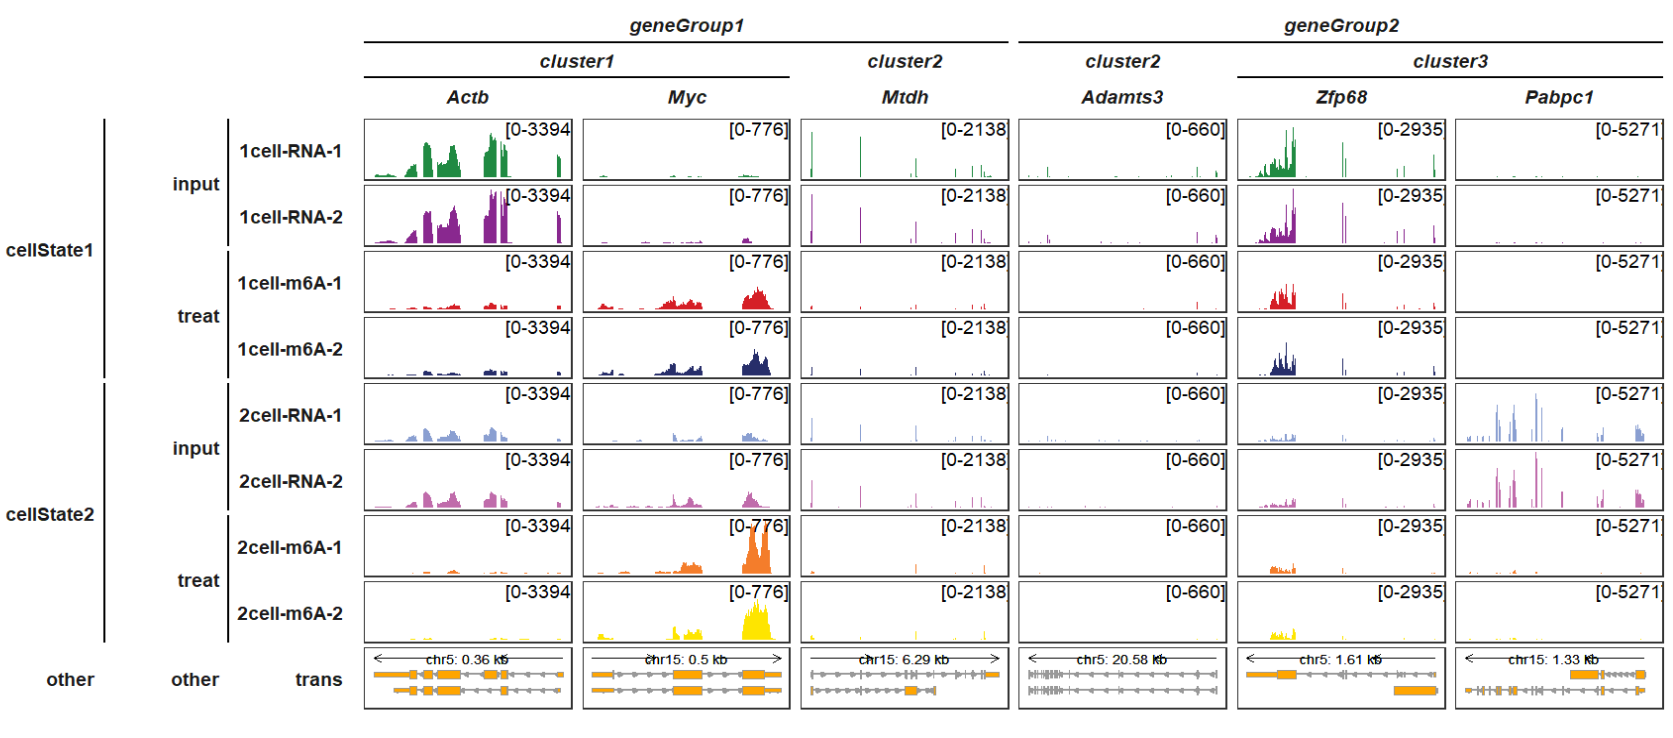 geneGroup1 geneGroup2
cluster1 cluster2 cluster2 cluster3
Actb Myc Mtdh Adamts3 Zfp68 Pabpc1
[0-3394 [0-776] [0-2138] [0-660] [0-2935 [0-5271]
1cell-RNA-1
input
[0-3394 [0-776] [0-2138] [0-660] [0-2935 [0-5271]
1cell-RNA-2
cellState1
[0-3394 [0-776] [0-2138] [0-660] [0-2935 [0-5271]
1cell-m6A-1
treat
[0-3394 [0-776] [0-2138] [0-660] [0-2935 [0-5271]
1cell-m6A-2
[0-3394 [0-776] [0-2138] [0-660] [0-2935 [0-5271]
2cell-RNA-1
input
[0-3394 [0-776] [0-2138] [0-660] [0-2935 [0-5271]
2cell-RNA-2
cellState2
[0-3394 [0-776] [0-2138] [0-660] [0-2935 [0-5271]
2cell-m6A-1
treat
[0-3394 [0-776] [0-2138] [0-660] [0-2935 [0-5271]
2cell-m6A-2
chr5: 0.36 kb chr15: 0.5 kb chr15: 6.29 kb chr5: 20.58 kb chr5: 1.61 kb chr15: 1.33 kb
other other trans